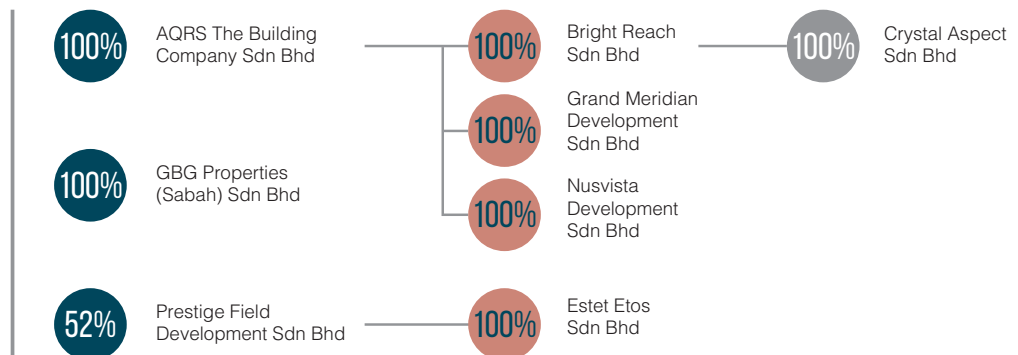 100%
AQRS The Building
Company Sdn Bhd
100%
Bright Reach
Sdn Bhd
100%
Crystal Aspect
Sdn Bhd
100%
Grand Meridian
Development
Sdn Bhd
100%
GBG Properties
(Sabah) Sdn Bhd
100%
Nusvista
Development
Sdn Bhd
52%
Prestige Field
Development Sdn Bhd
100%
Estet Etos
Sdn Bhd